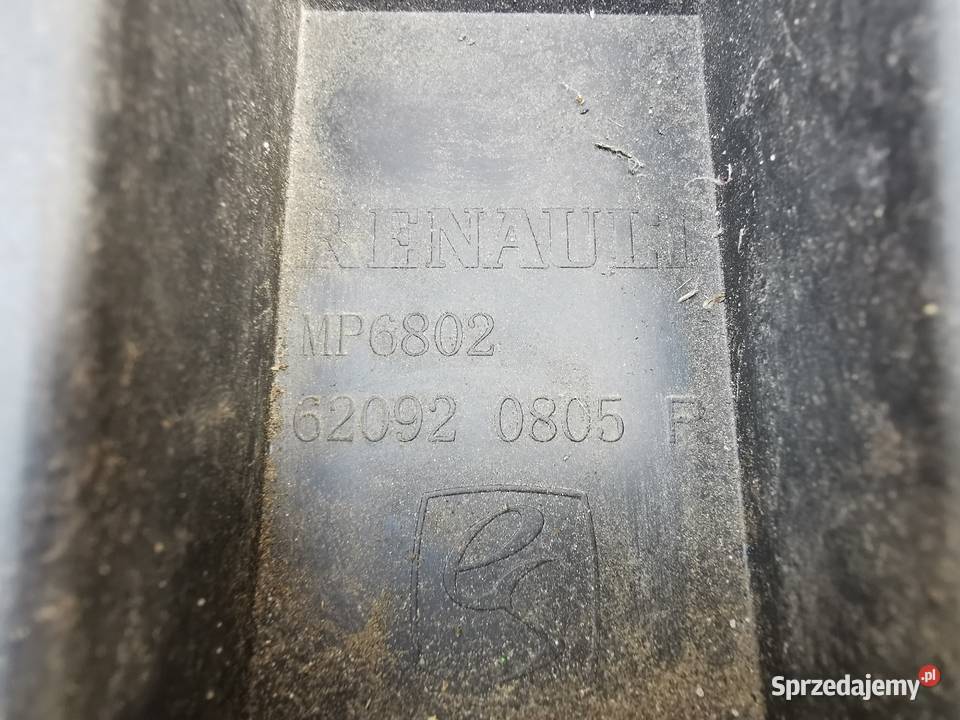 RENAULT
MP6802
62092 0805 R
Sprzedajemy.pl